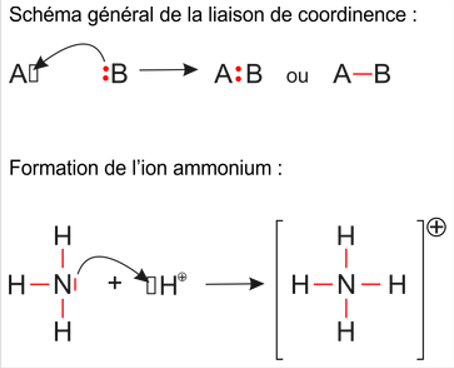 Schéma général de la liaison de coordinence :
A :B A:B ou A—B
Formation de l'ion ammonium :
H H
H—N + H⊕ H—N—H ⊕
H H